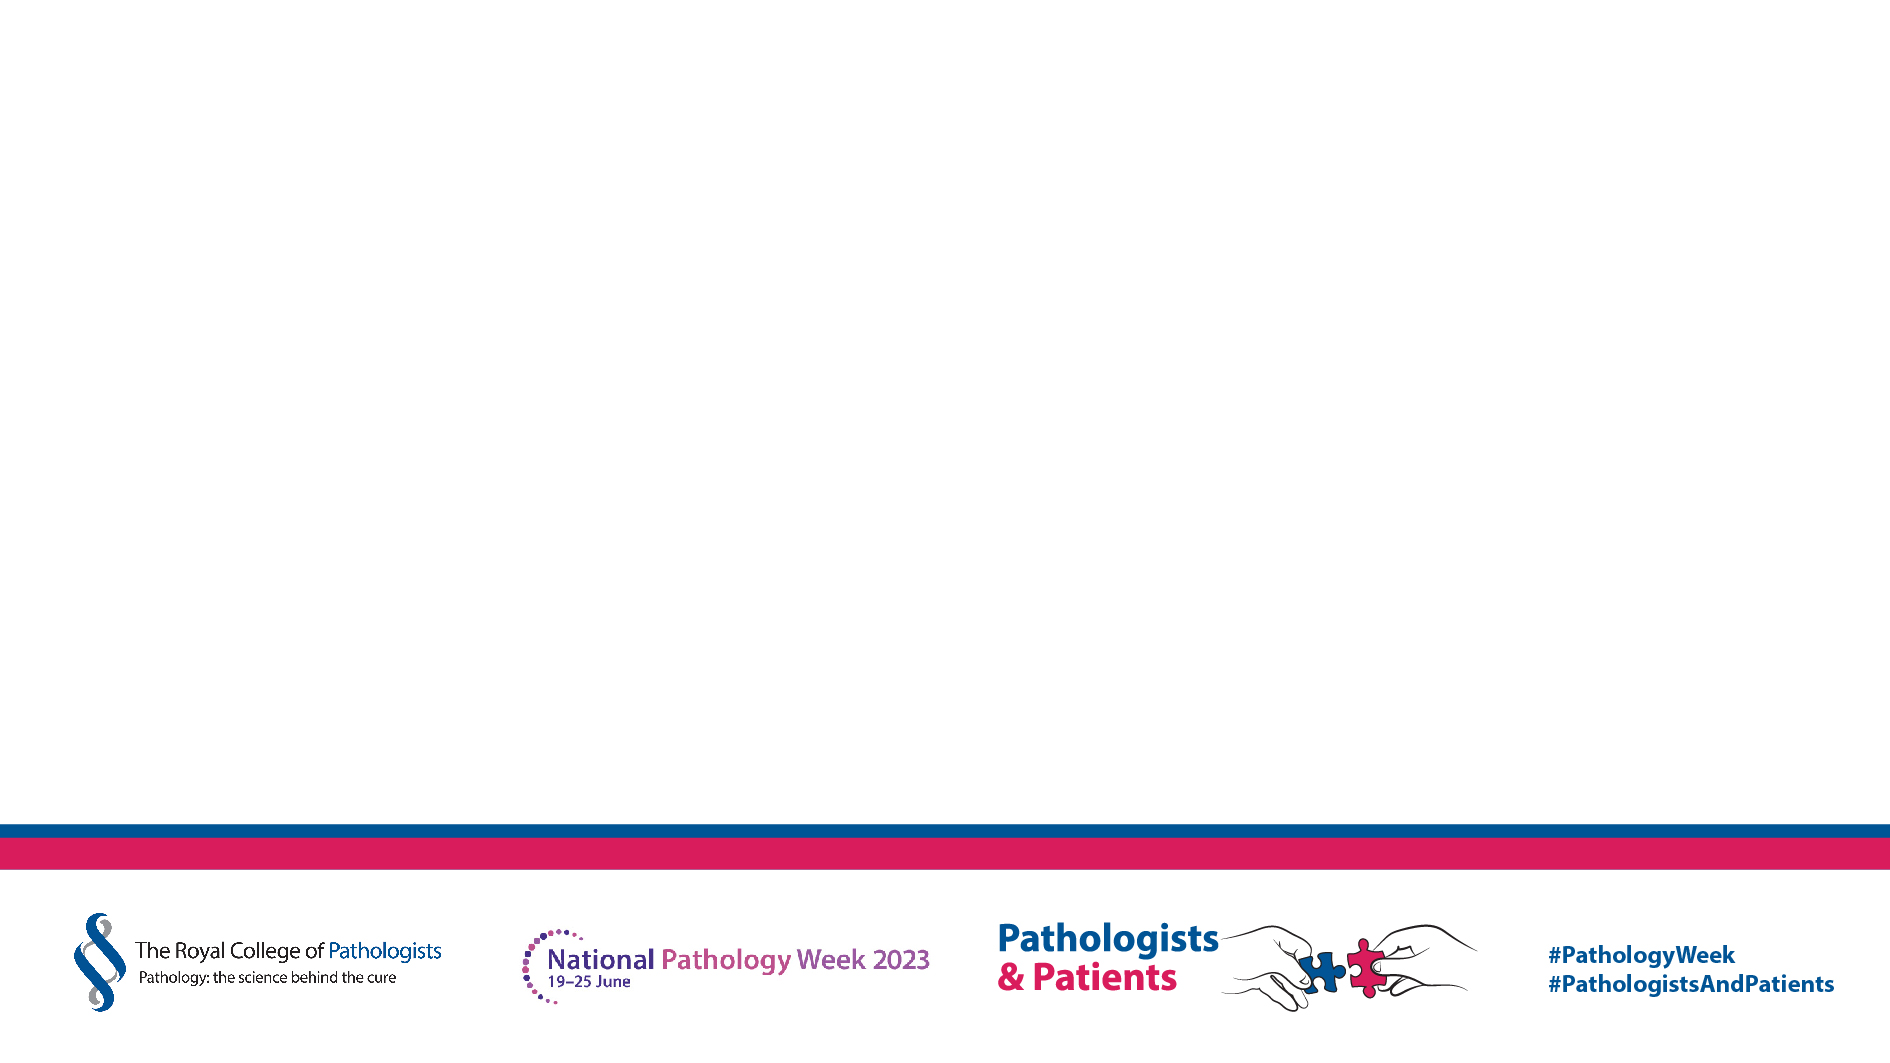 The Royal College of Pathologists
Pathology: the science behind the cure
National Pathology Week 2023
19–25 June
Pathologists
& Patients
#PathologyWeek
#PathologistsAndPatients